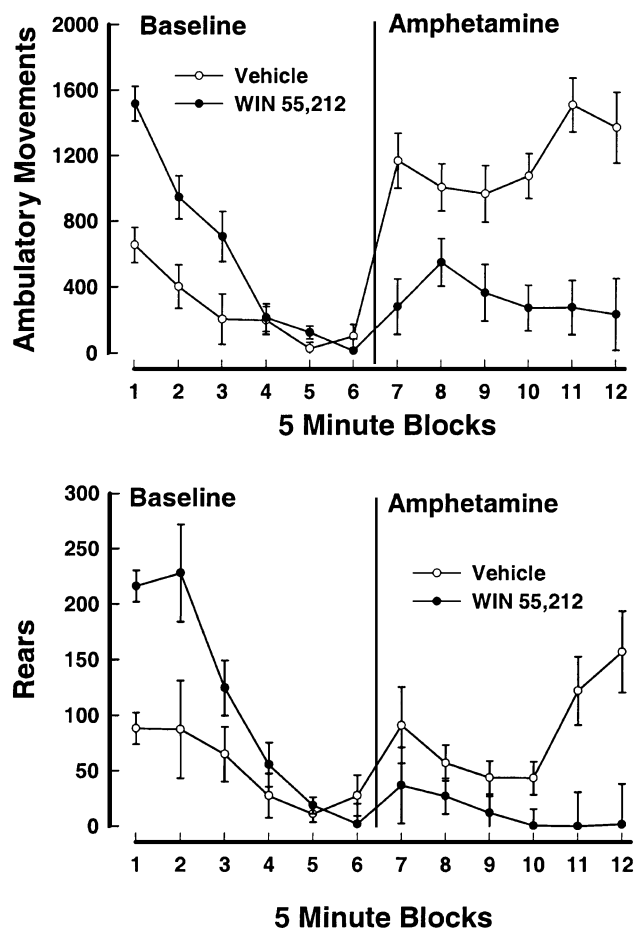 2000
Baseline
Amphetamine
Vehicle
WIN 55,212
1600
1200
800
400
0
Ambulatory Movements
1 2 3 4 5 6 7 8 9 10 11 12
5 Minute Blocks
300
Baseline
Amphetamine
250
Vehicle
WIN 55,212
200
150
100
50
0
Rears
1 2 3 4 5 6 7 8 9 10 11 12
5 Minute Blocks